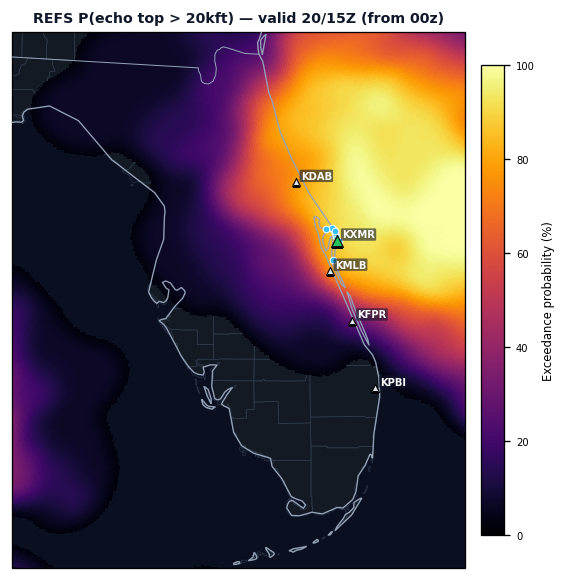 REFS P(echo top > 20kft) — valid 20/15Z (from 00z)
KDAB
KXMR
KMLB
KFPR
KPBI
100
80
60
40
20
0
Exceedance probability (%)